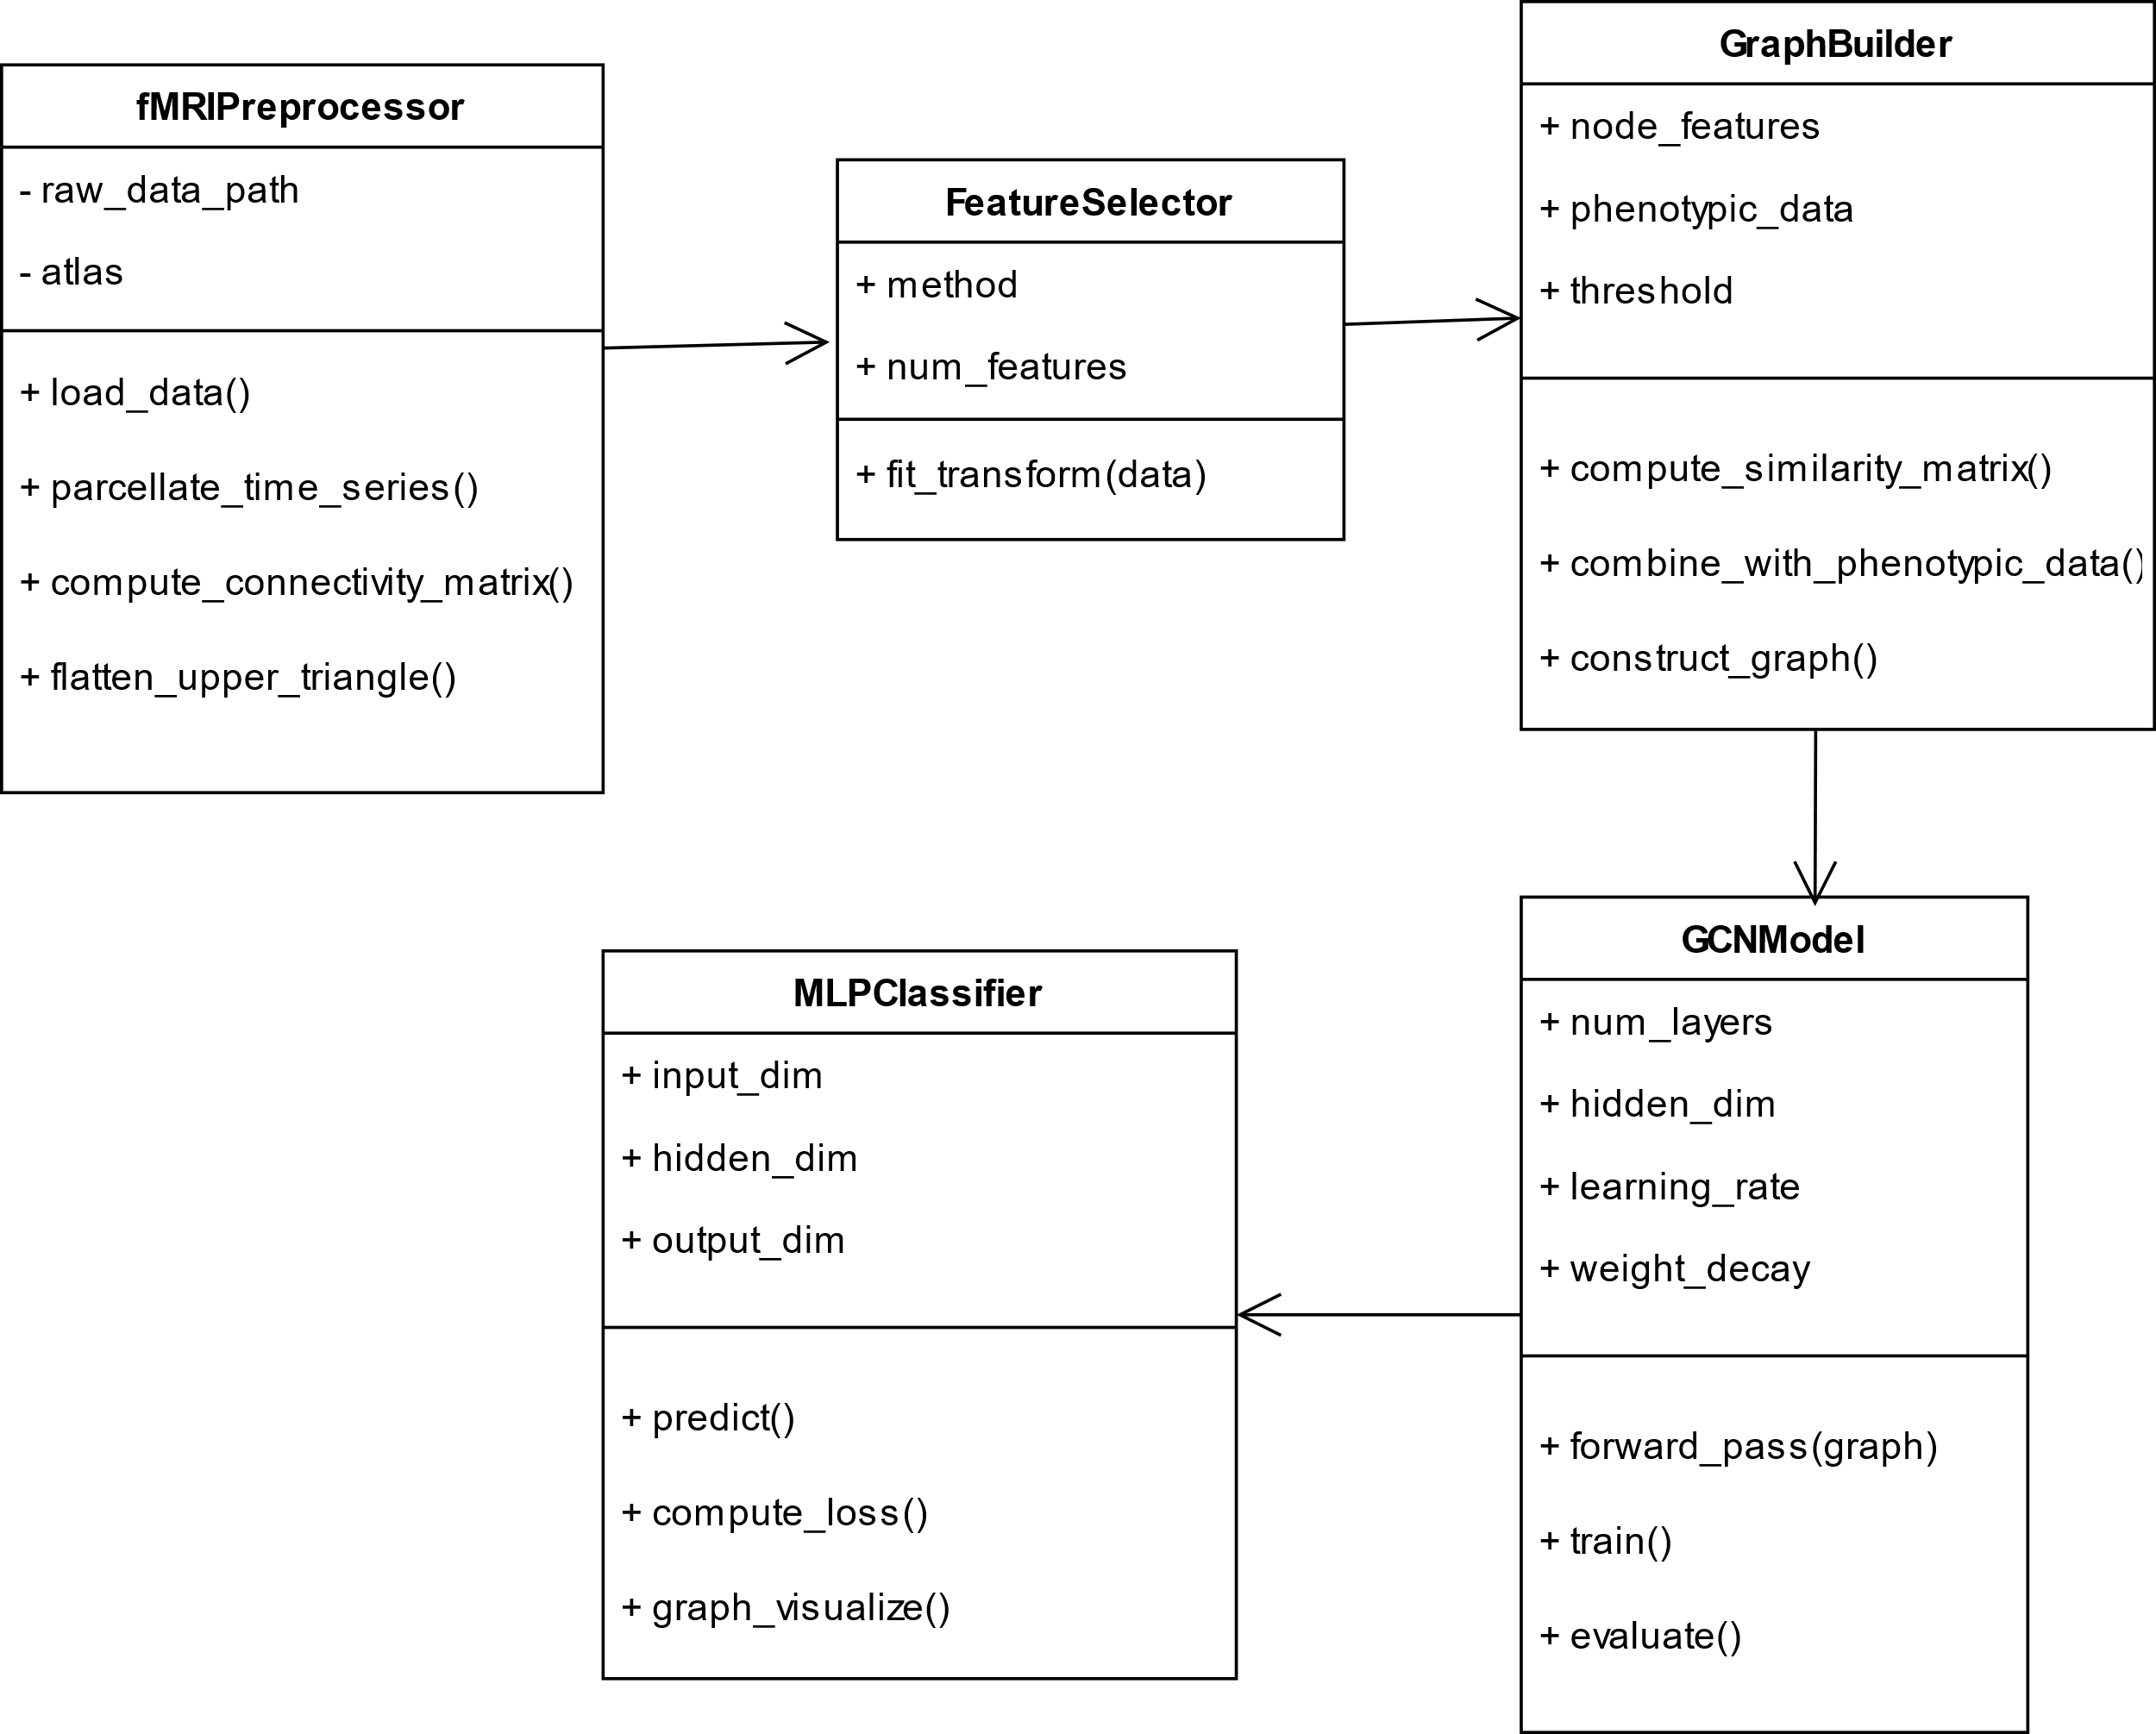 fMRIPreprocessor
- raw_data_path
- atlas
+ load_data()
+ parcellate_time_series()
+ compute_connectivity_matrix()
+ flatten_upper_triangle()
FeatureSelector
+ method
+ num_features
+ fit_transform(data)
GraphBuilder
+ node_features
+ phenotypic_data
+ threshold
+ compute_similarity_matrix()
+ combine_with_phenotypic_data()
+ construct_graph()
GCNModel
+ num_layers
+ hidden_dim
+ learning_rate
+ weight_decay
+ forward_pass(graph)
+ train()
+ evaluate()
MLPClassifier
+ input_dim
+ hidden_dim
+ output_dim
+ predict()
+ compute_loss()
+ graph_visualize()